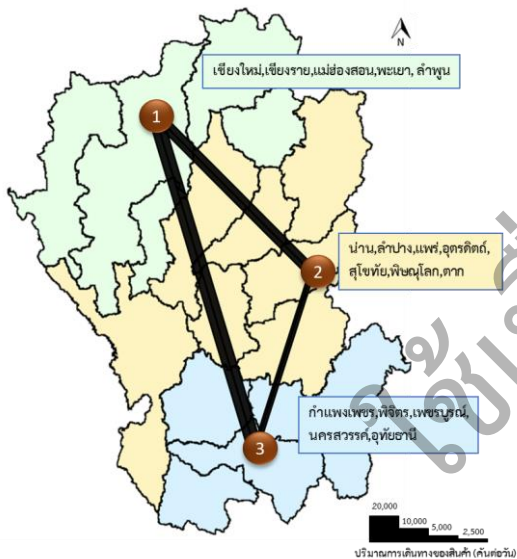 N
เชียงใหม่,เชียงราย,แม่ฮ่องสอน,พะเยา, ลำพูน
1
น่าน,ลำปาง,แพร่,อุตรดิตถ์,
สุโขทัย,พิษณุโลก,ตาก
2
กำแพงเพชร,พิจิตร,เพชรบูรณ์,
นครสวรรค์,อุทัยธานี
3
20,000
10,000
5,000
2,500
ปริมาณการเดินทางของสินค้า (ตันต่อวัน)